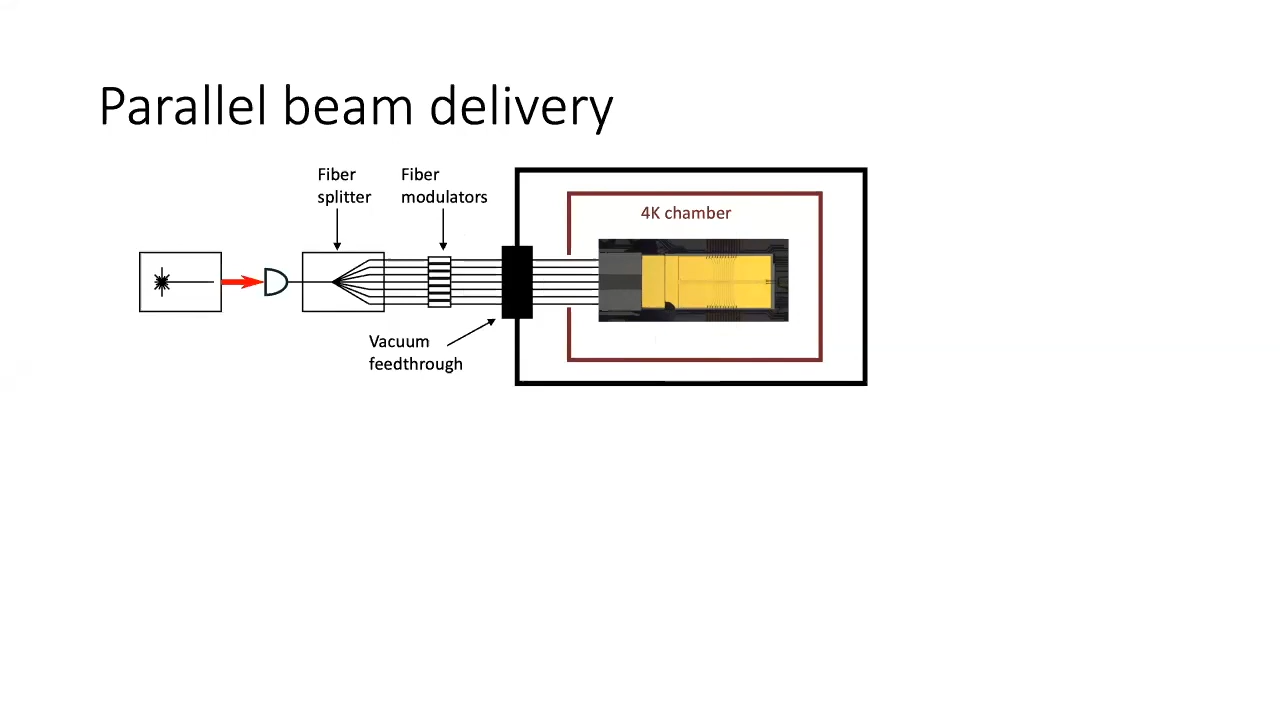 Parallel beam delivery
Fiber
splitter
Fiber
modulators
4K chamber
Vacuum
feedthrough